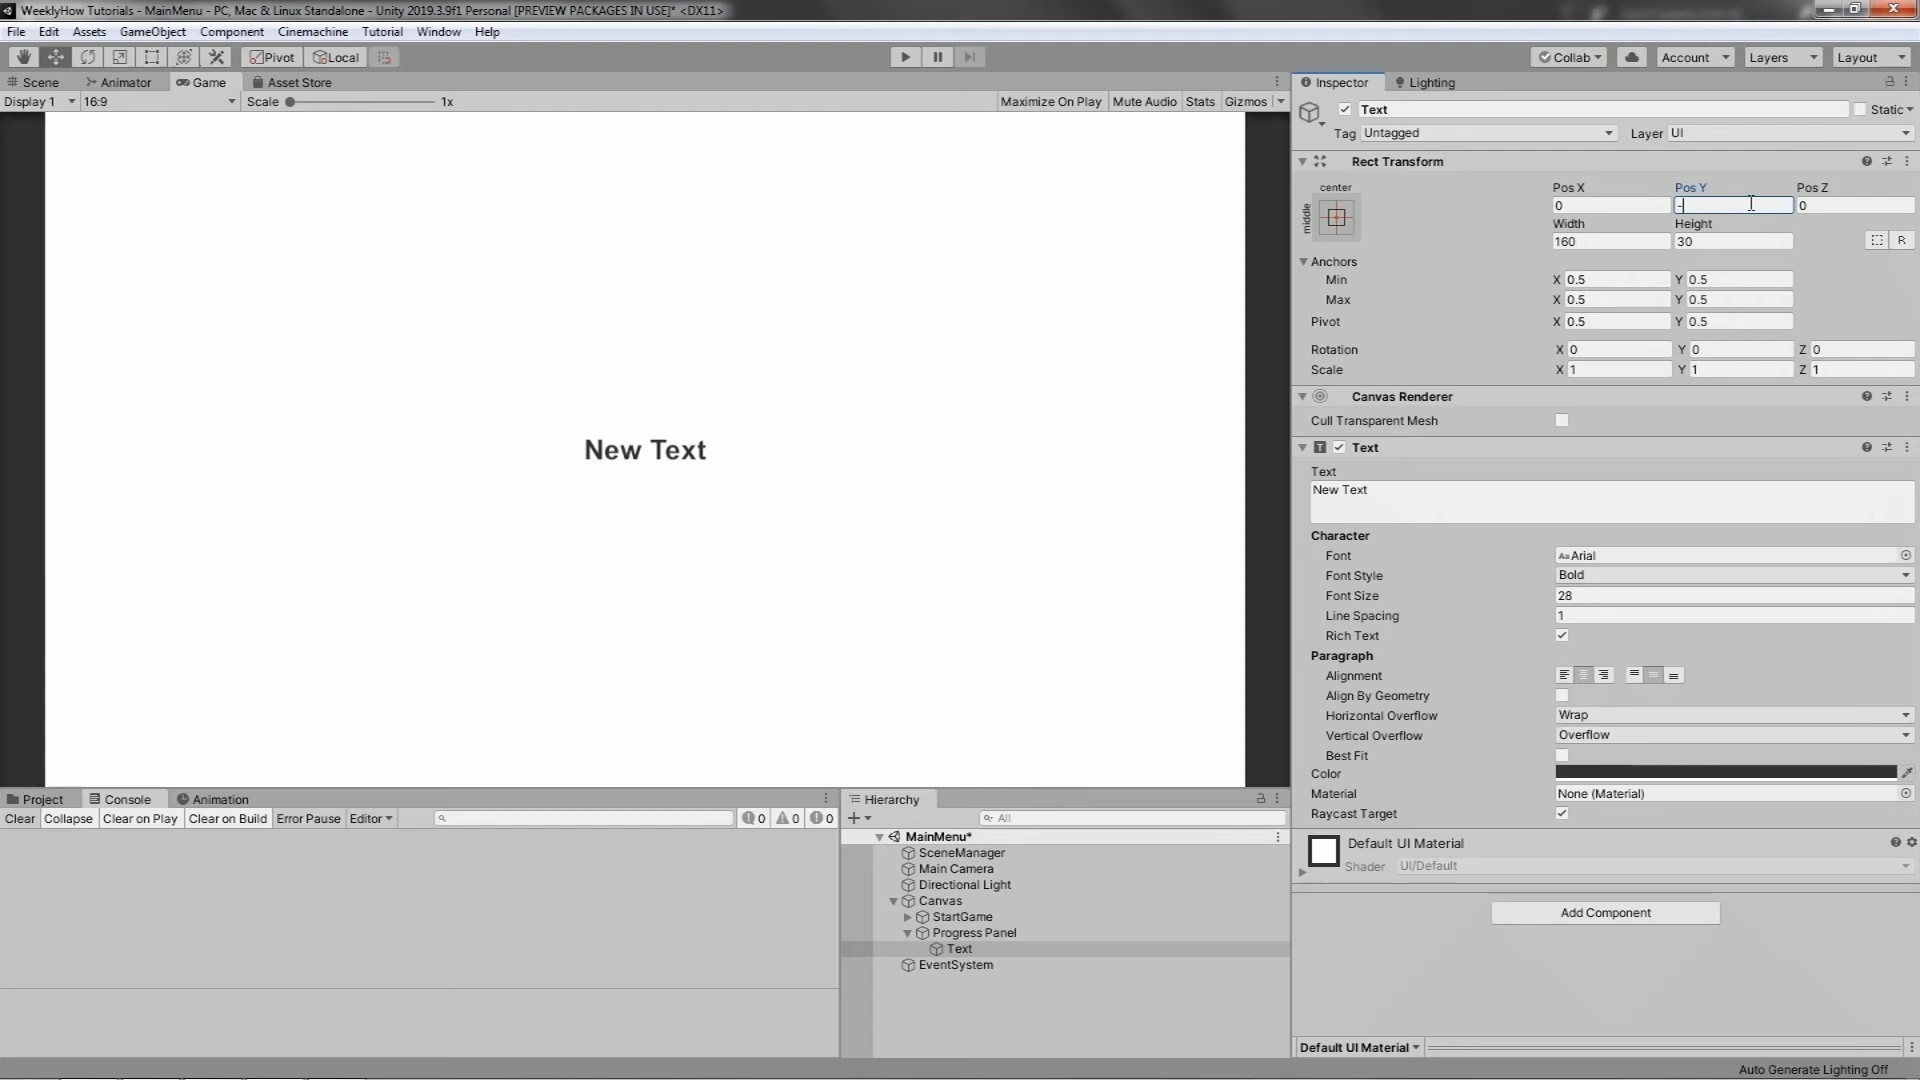 WeeklyHow Tutorials - MainMenu - PC, Mac & Linux Standalone - Unity 2019.3.9f1 Personal [PREVIEW PACKAGES IN USE]* <DX11>
File Edit Assets GameObject Component Cinemachine Tutorial Window Help
Pivot Local Collab Account Layers Layout
Scene Animator Game Asset Store
Display 1 16:9 Scale 1x Maximize On Play Mute Audio Stats Gizmos
New Text
Inspector Lighting
Text Static
Tag Untagged Layer UI
Rect Transform
center
middle
Pos X Pos Y Pos Z
0 - 0
Width Height
160 30 R
Anchors
Min X 0.5 Y 0.5
Max X 0.5 Y 0.5
Pivot X 0.5 Y 0.5
Rotation X 0 Y 0 Z 0
Scale X 1 Y 1 Z 1
Canvas Renderer
Cull Transparent Mesh
Text
Text
New Text
Character
Font Arial
Font Style Bold
Font Size 28
Line Spacing 1
Rich Text
Paragraph
Alignment
Align By Geometry
Horizontal Overflow Wrap
Vertical Overflow Overflow
Best Fit
Color
Material None (Material)
Raycast Target
Default UI Material
Shader UI/Default
Add Component
Default UI Material
Project Console Animation
Clear Collapse Clear on Play Clear on Build Error Pause Editor 0 0 0
Hierarchy
All
MainMenu*
SceneManager
Main Camera
Directional Light
Canvas
StartGame
Progress Panel
Text
EventSystem
Auto Generate Lighting Off